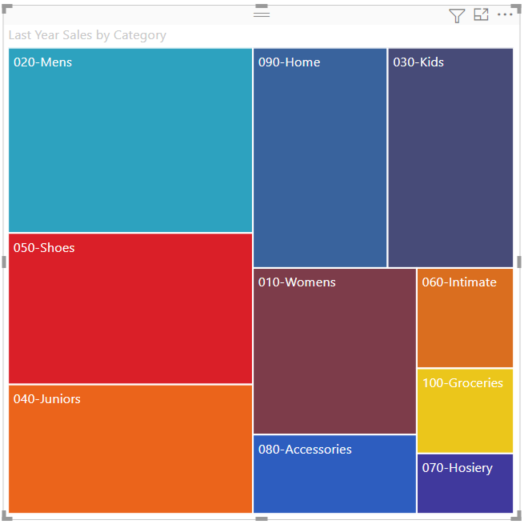 Last Year Sales by Category
020-Mens
050-Shoes
040-Juniors
090-Home
030-Kids
010-Womens
080-Accessories
060-Intimate
100-Groceries
070-Hosiery